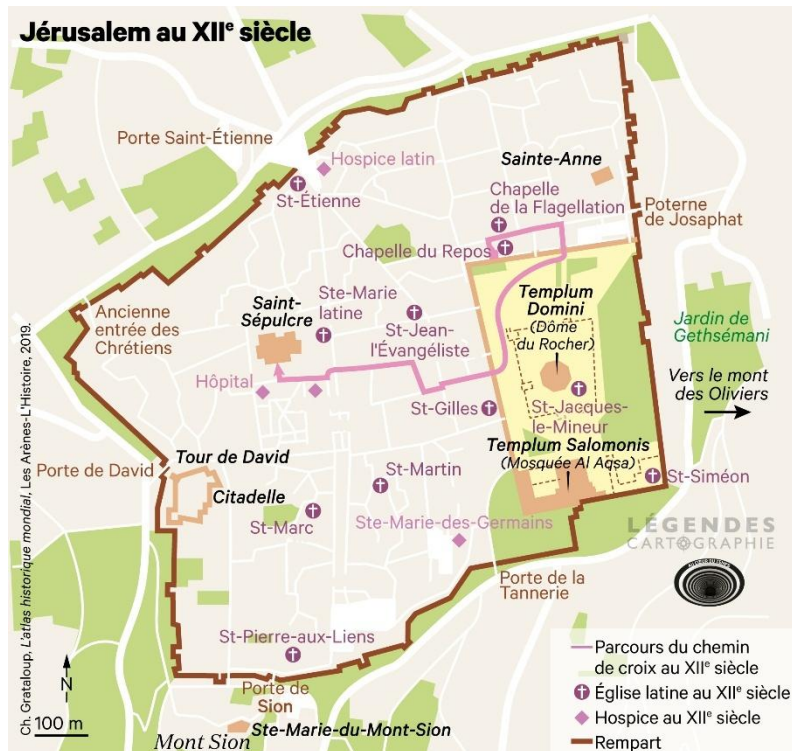 Jérusalem au XIIᵉ siècle
Porte Saint-Étienne
Hospice latin
St-Étienne
Sainte-Anne
Chapelle
de la Flagellation
Poterne
de Josaphat
Chapelle du Repos
Ancienne
entrée des
Chrétiens
Saint-
Sépulcre
Ste-Marie
latine
St-Jean-
l'Évangéliste
Templum
Domini
(Dôme
du Rocher)
Jardin de
Gethsémani
Vers le mont
des Oliviers
Hôpital
St-Gilles
St-Jacques-
le-Mineur
Templum Salomonis
(Mosquée Al Aqsa)
St-Siméon
Porte de David
Tour de David
Citadelle
St-Martin
St-Marc
Ste-Marie-des-Germains
Porte de la
Tannerie
St-Pierre-aux-Liens
Porte de
Sion
Ste-Marie-du-Mont-Sion
Mont Sion
N
100 m
Ch. Grataloup, L'atlas historique mondial, Les Arènes-L'Histoire, 2019.
LÉGENDES
CARTOGRAPHIE
Parcours du chemin
de croix au XIIᵉ siècle
Église latine au XIIᵉ siècle
Hospice au XIIᵉ siècle
Rempart